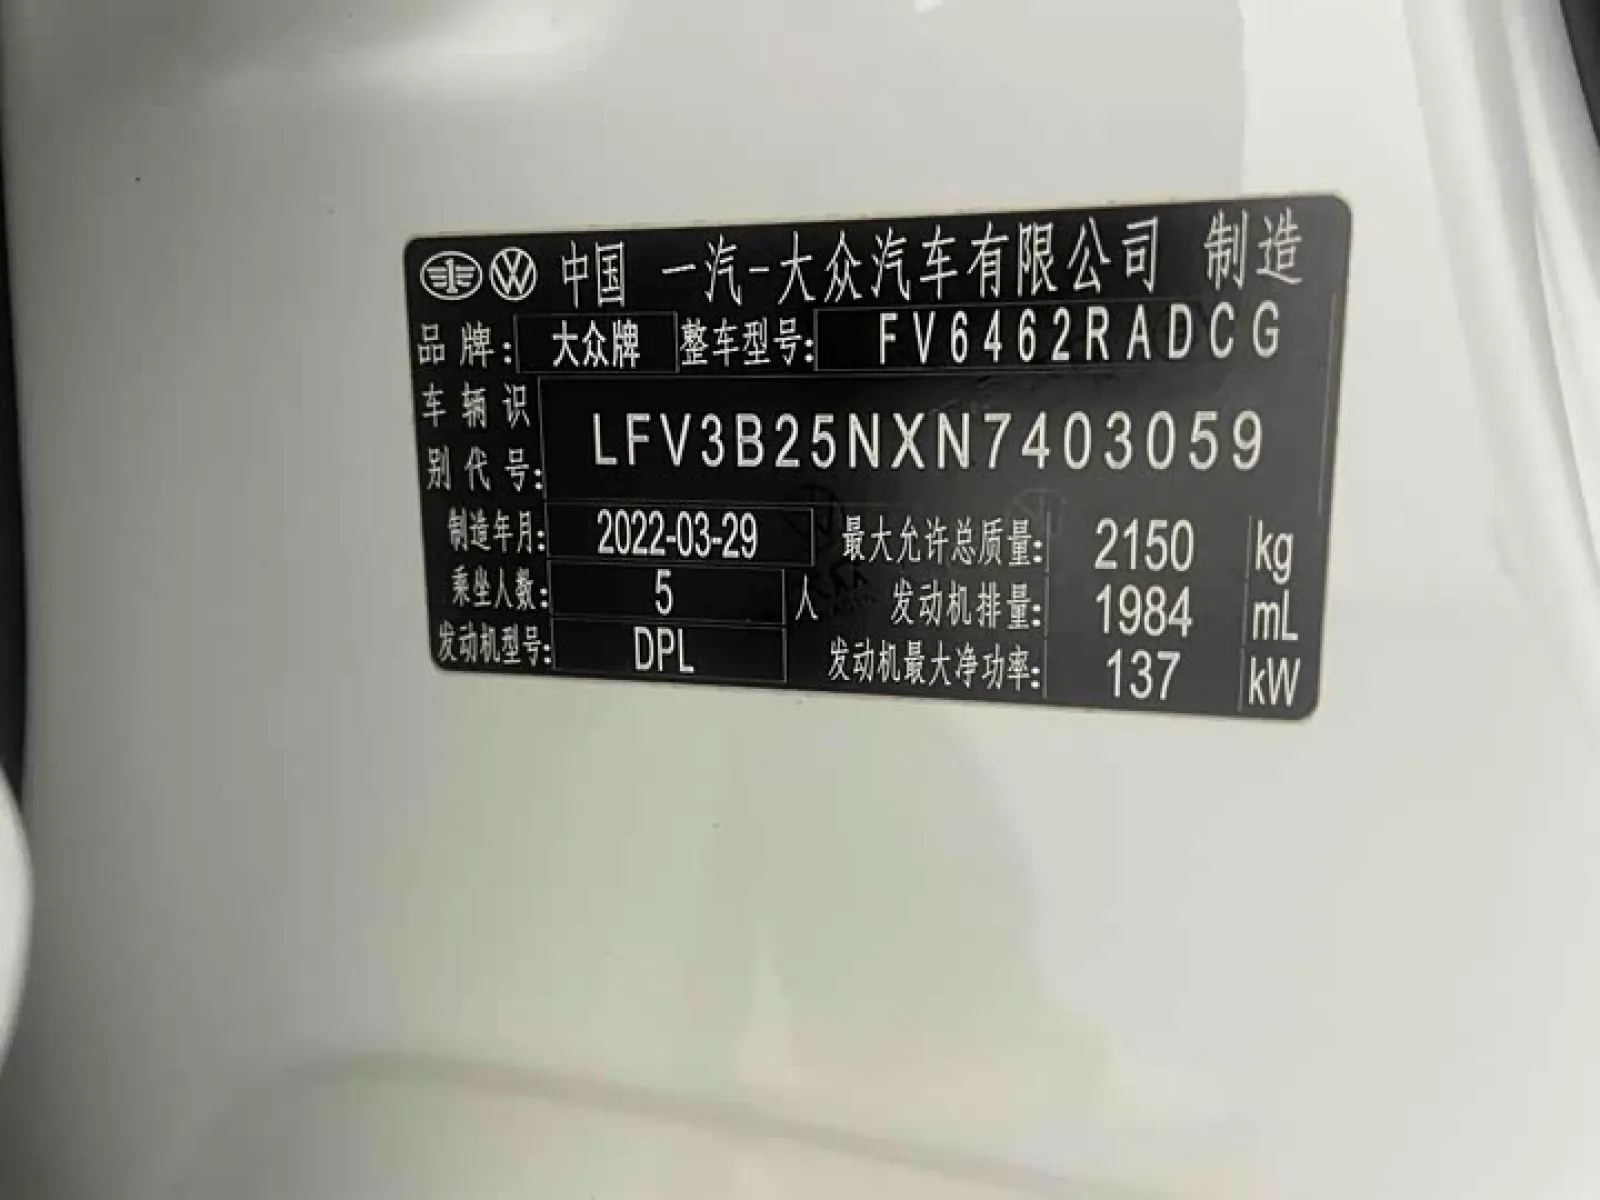 中国 一汽-大众汽车有限公司 制造
品牌: 大众牌 整车型号: FV6462RADCG
车辆识
别代号: LFV3B25NXN7403059
制造年月: 2022-03-29 最大允许总质量: 2150 kg
乘坐人数: 5 人 发动机排量: 1984 mL
发动机型号: DPL 发动机最大净功率: 137 kW